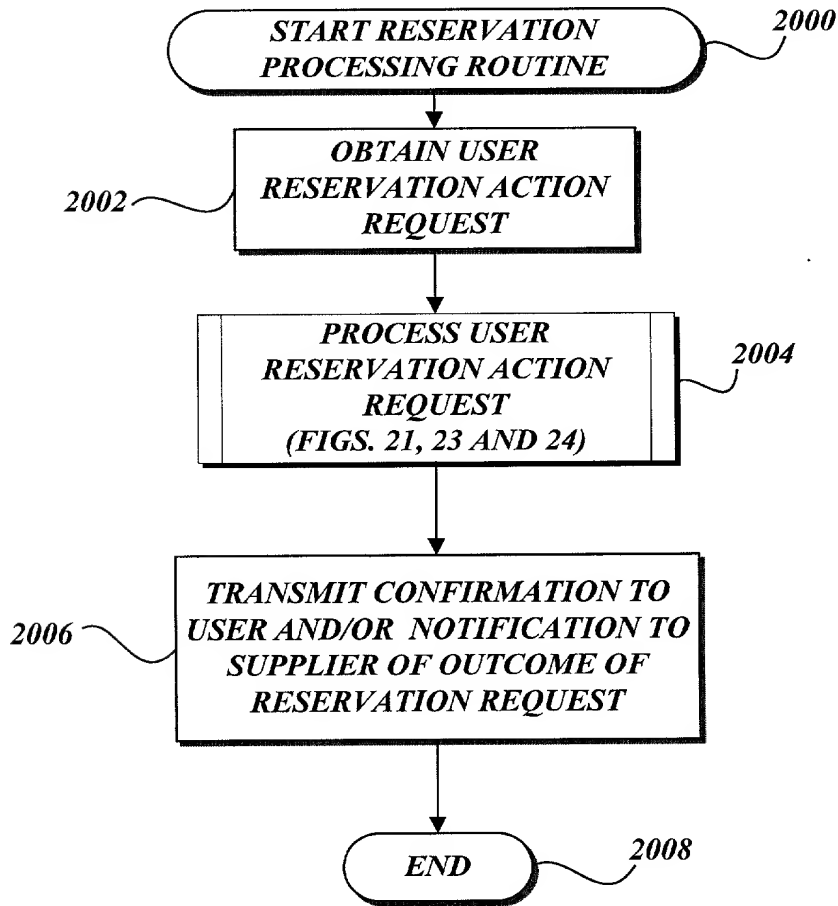 START RESERVATION
PROCESSING ROUTINE
2000
OBTAIN USER
RESERVATION ACTION
REQUEST
2002
PROCESS USER
RESERVATION ACTION
REQUEST
(FIGS. 21, 23 AND 24)
2004
TRANSMIT CONFIRMATION TO
USER AND/OR NOTIFICATION TO
SUPPLIER OF OUTCOME OF
RESERVATION REQUEST
2006
END
2008